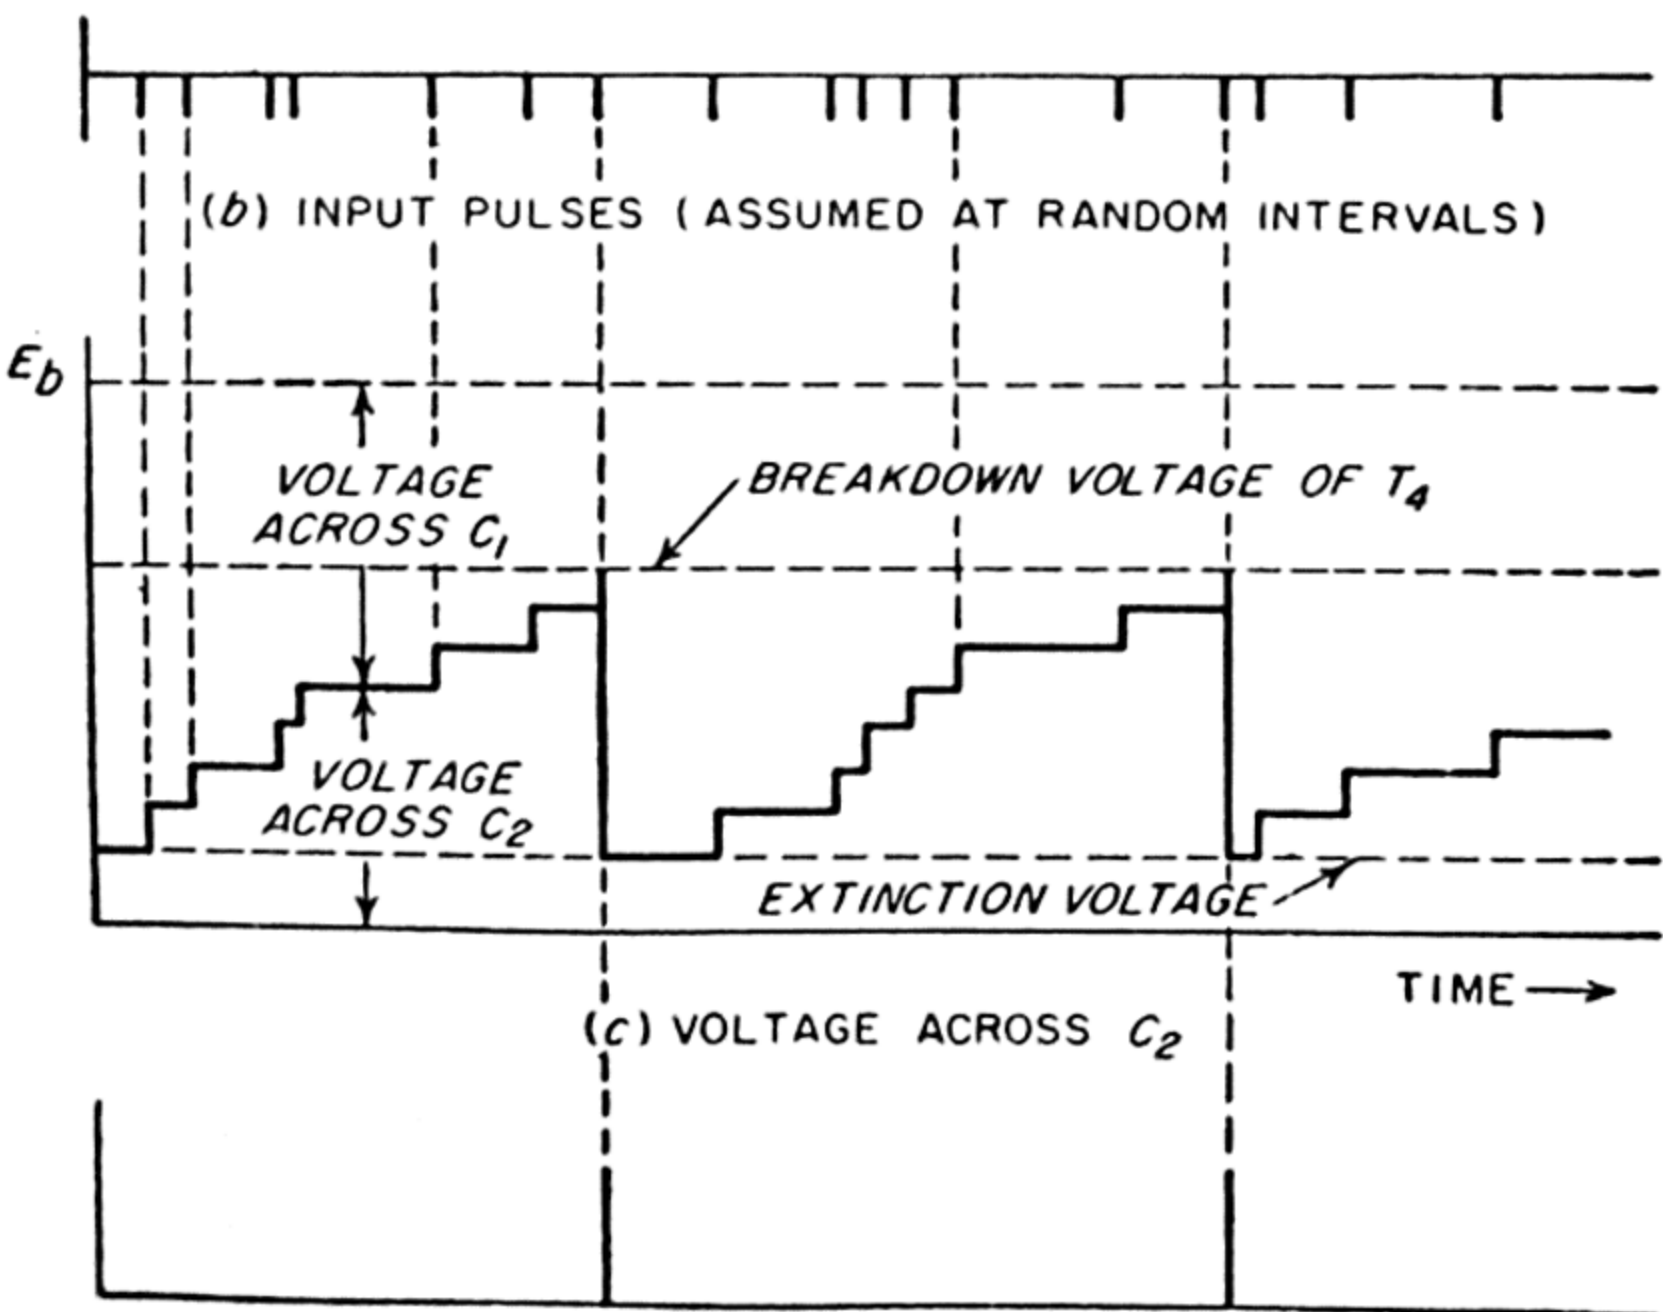 (b) INPUT PULSES (ASSUMED AT RANDOM INTERVALS)
Eb
VOLTAGE
ACROSS C1
BREAKDOWN VOLTAGE OF T4
VOLTAGE
ACROSS C2
EXTINCTION VOLTAGE
TIME
(c) VOLTAGE ACROSS C2